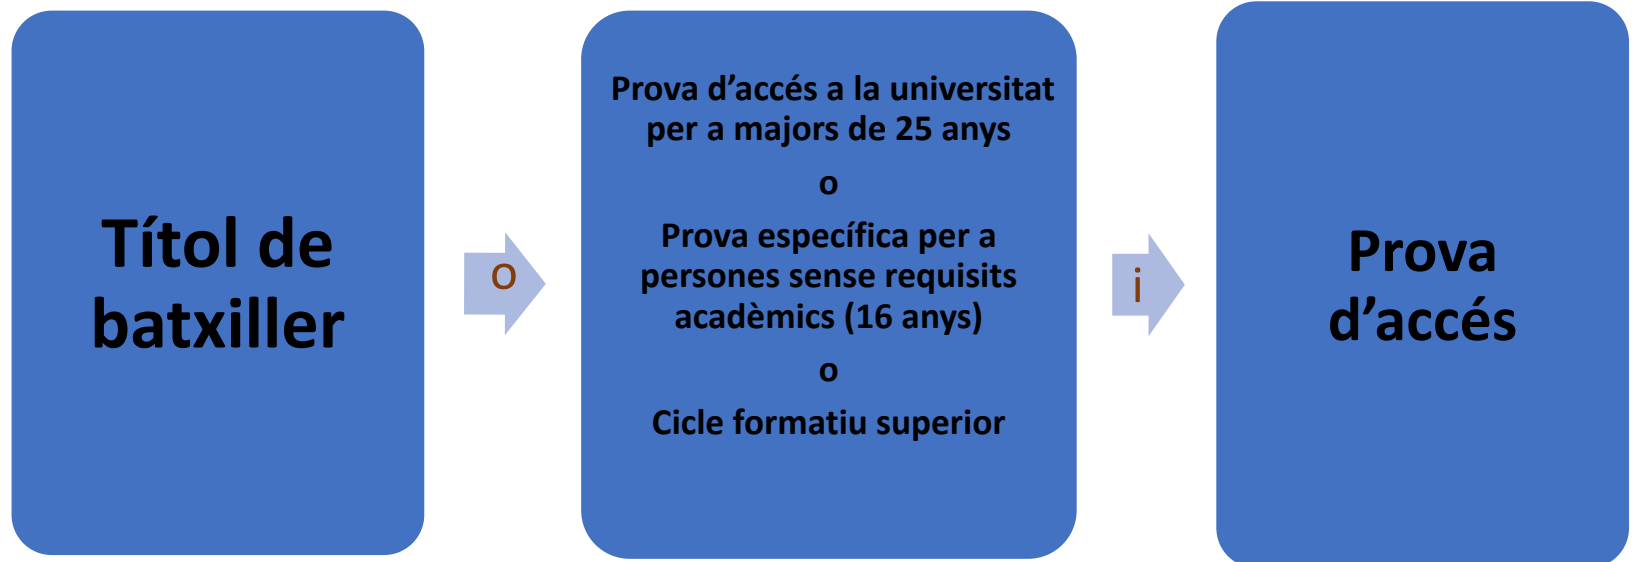 Títol de
batxiller
o
Prova d’accés a la universitat
per a majors de 25 anys
o
Prova específica per a
persones sense requisits
acadèmics (16 anys)
o
Cicle formatiu superior
i
Prova
d’accés